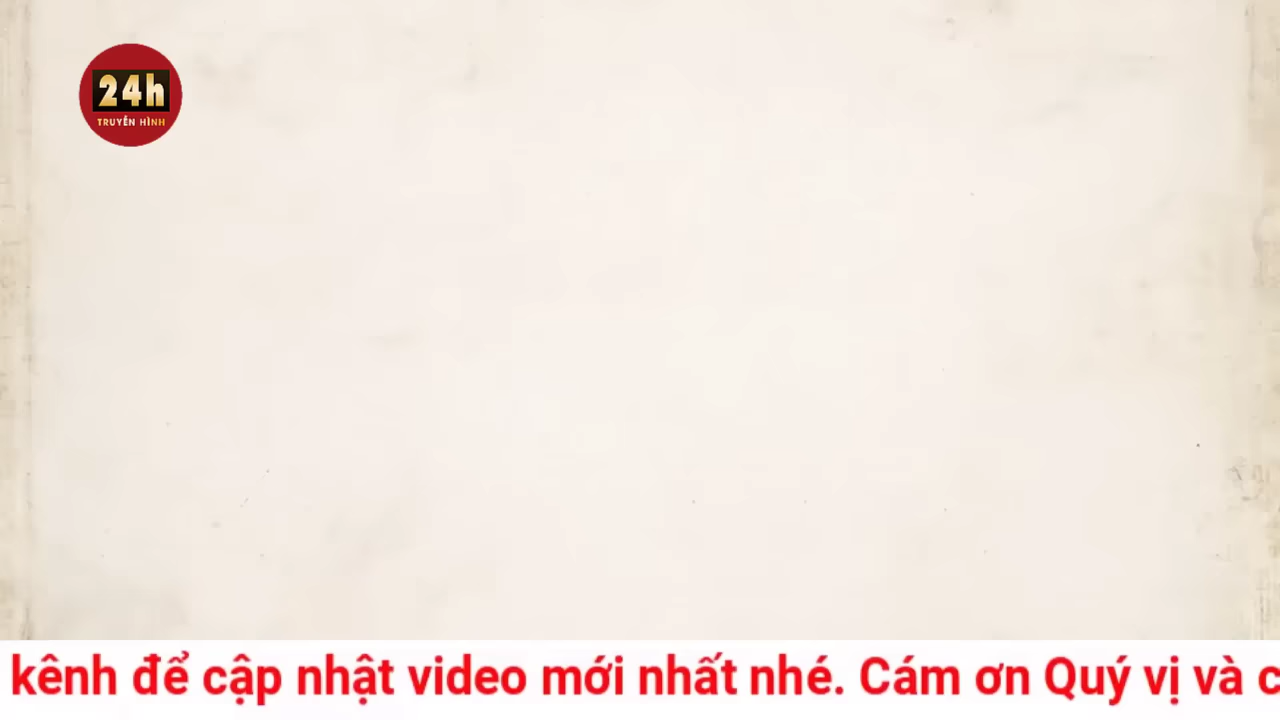 24h
TRUYỀN HÌNH
kênh để cập nhật video mới nhất nhé. Cám ơn Quý vị và